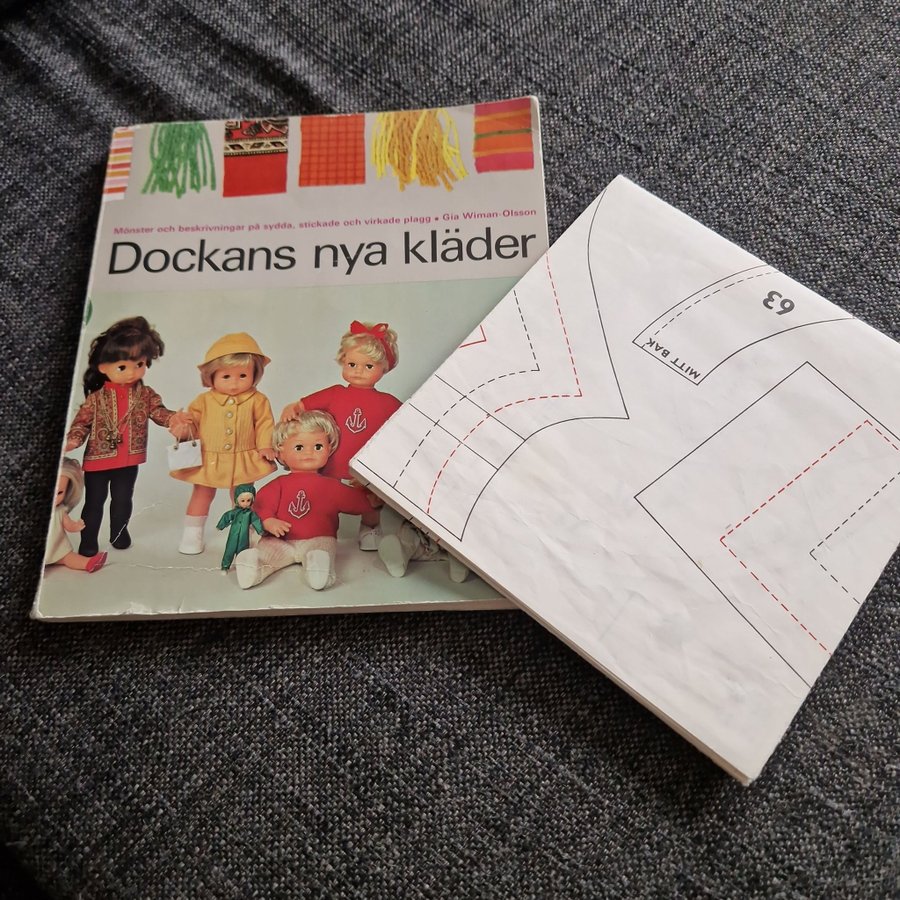 Mönster och beskrivningar på sydda, stickade och virkade plagg • Gia Wiman-Olsson
Dockans nya kläder
63
MITT BAK